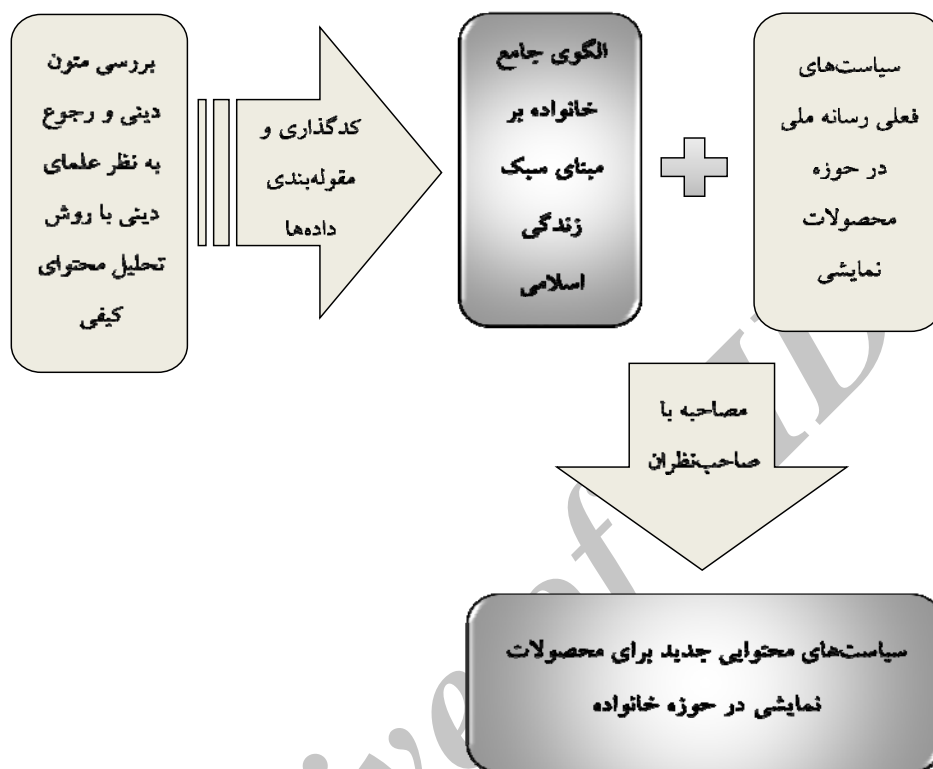 بررسی متون
دینی و رجوع
به نظر علمای
دینی با روش
تحلیل محتوای
کیفی
کدگذاری و
مقوله‌بندی
داده‌ها
الگوی جامع
خانواده بر
مبنای سبک
زندگی
اسلامی
سیاست‌های
فعلی رسانه ملی
در حوزه
محصولات
نمایشی
مصاحبه با
صاحب‌نظران
سیاست‌های محتوایی جدید برای محصولات
نمایشی در حوزه خانواده
ive of